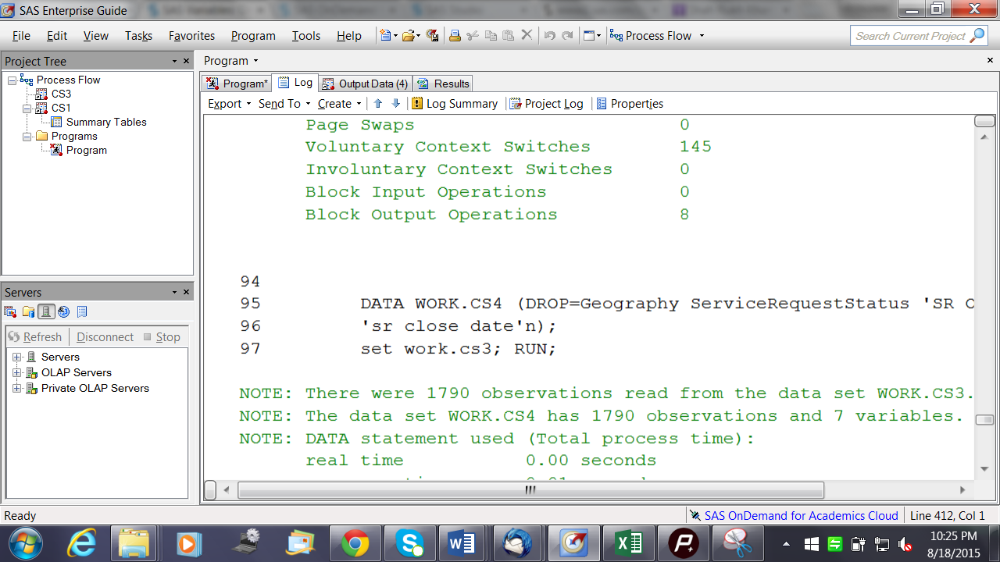 SAS Enterprise Guide
File Edit View Tasks Favorites Program Tools Help Process Flow Search Current Project
Project Tree
Process Flow
CS3
CS1
Summary Tables
Programs
Program
Servers
Refresh Disconnect Stop
Servers
OLAP Servers
Private OLAP Servers
Program
Program* Log Output Data (4) Results
Export Send To Create Log Summary Project Log Properties
Page Swaps 0
Voluntary Context Switches 145
Involuntary Context Switches 0
Block Input Operations 0
Block Output Operations 8
94
95 DATA WORK.CS4 (DROP=Geography ServiceRequestStatus 'SR
96 'sr close date'n);
97 set work.cs3; RUN;
NOTE: There were 1790 observations read from the data set WORK.CS3.
NOTE: The data set WORK.CS4 has 1790 observations and 7 variables.
NOTE: DATA statement used (Total process time):
real time 0.00 seconds
Ready SAS OnDemand for Academics Cloud Line 412, Col 1
10:25 PM
8/18/2015